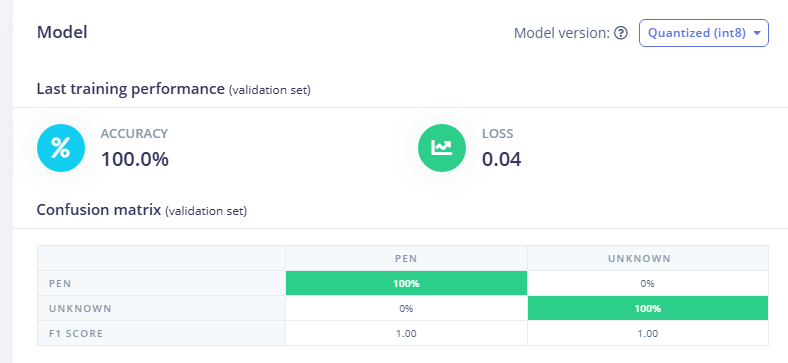 Model
Model version: Quantized (int8)
Last training performance (validation set)
ACCURACY
100.0%
LOSS
0.04
Confusion matrix (validation set)
PEN UNKNOWN
PEN 100% 0%
UNKNOWN 0% 100%
F1 SCORE 1.00 1.00